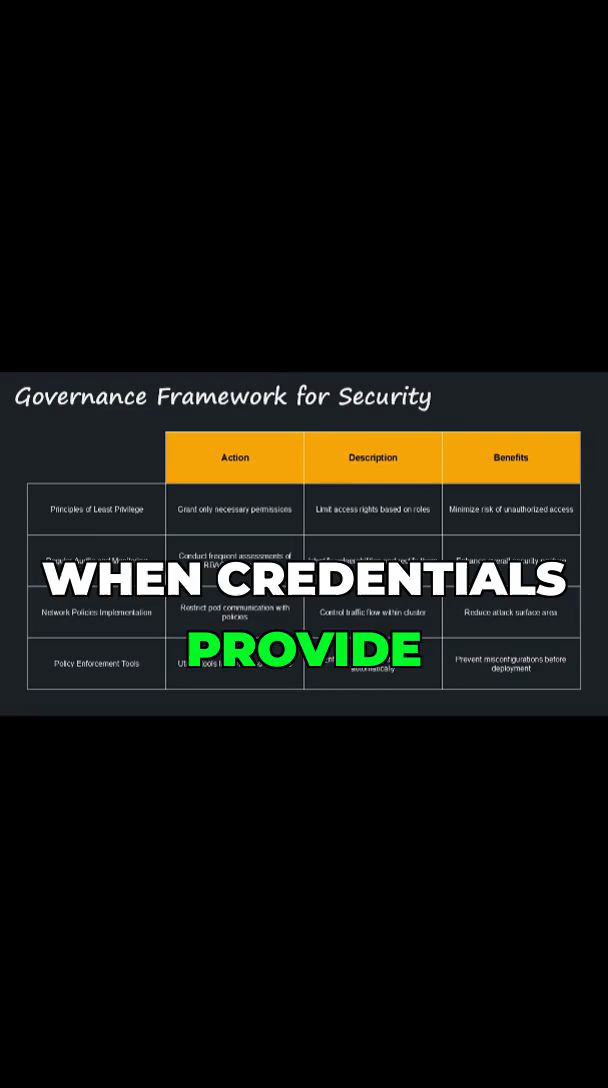 Governance Framework for Security
Action Description Benefits
Principles of Least Privilege Grant only necessary permissions Limit access rights based on roles Minimize risk of unauthorized access
Conduct frequent assessments of
WHEN CREDENTIALS
Network Policies Implementation Restrict pod communication with policies Control traffic flow within cluster Reduce attack surface area
PROVIDE
Policy Enforcement Tools automatically Prevent misconfigurations before deployment